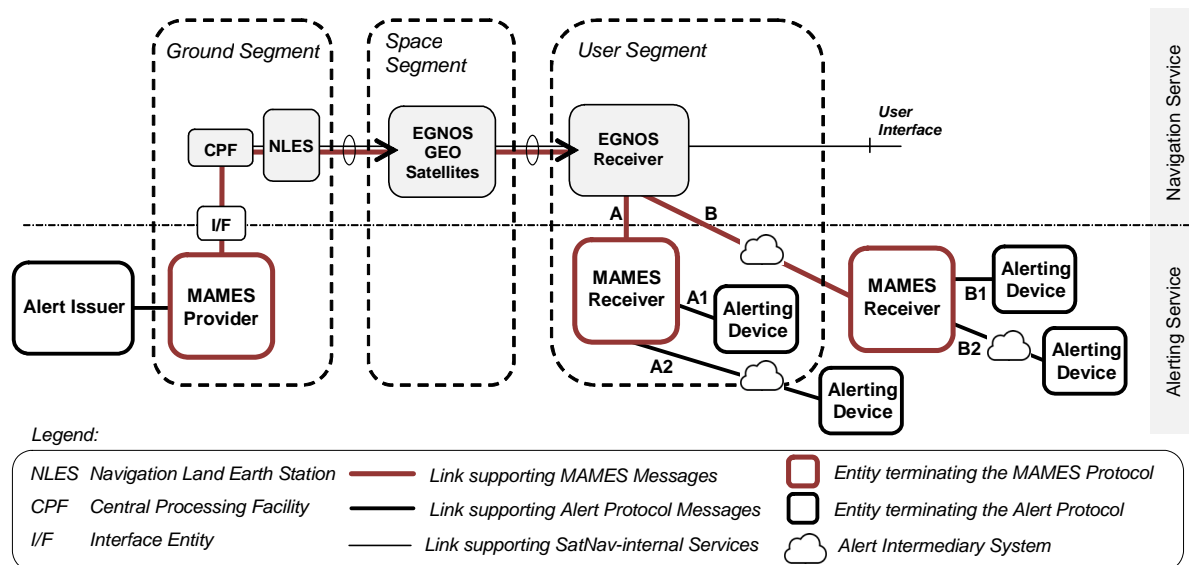 Ground Segment
Space
Segment
User Segment
Navigation Service
CPF
NLES
EGNOS
GEO
Satellites
EGNOS
Receiver
User
Interface
I/F
A
B
Alert Issuer
MAMES
Provider
MAMES
Receiver
A1
Alerting
Device
A2
Alerting
Device
MAMES
Receiver
B1
Alerting
Device
B2
Alerting
Device
Alerting Service
Legend:
NLES Navigation Land Earth Station
Link supporting MAMES Messages
Entity terminating the MAMES Protocol
CPF Central Processing Facility
Link supporting Alert Protocol Messages
Entity terminating the Alert Protocol
I/F Interface Entity
Link supporting SatNav-internal Services
Alert Intermediary System